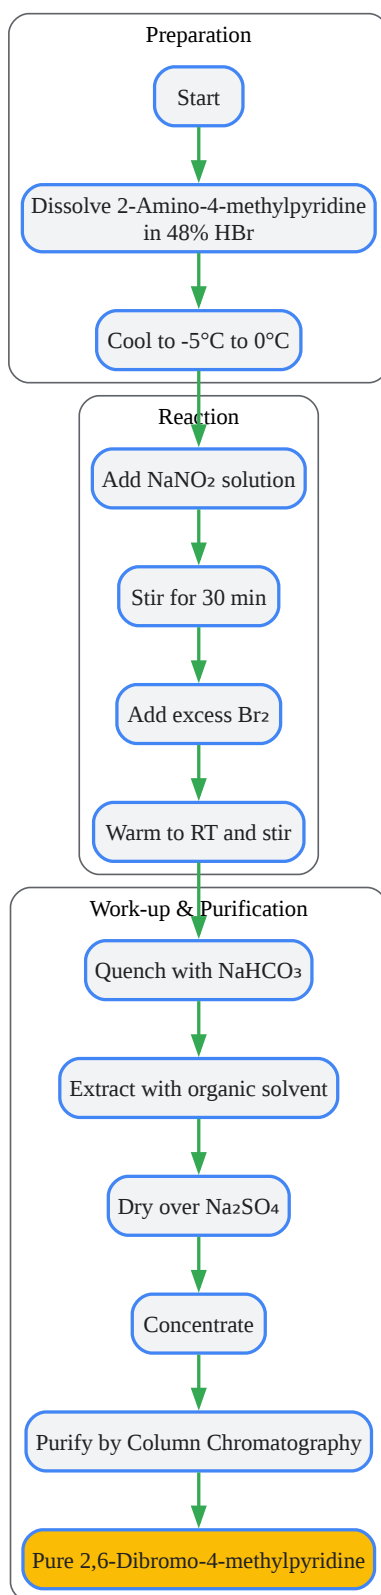 Preparation
Start
Dissolve 2-Amino-4-methylpyridine
in 48% HBr
Cool to -5°C to 0°C
Reaction
Add NaNO₂ solution
Stir for 30 min
Add excess Br₂
Warm to RT and stir
Work-up & Purification
Quench with NaHCO₃
Extract with organic solvent
Dry over Na₂SO₄
Concentrate
Purify by Column Chromatography
Pure 2,6-Dibromo-4-methylpyridine